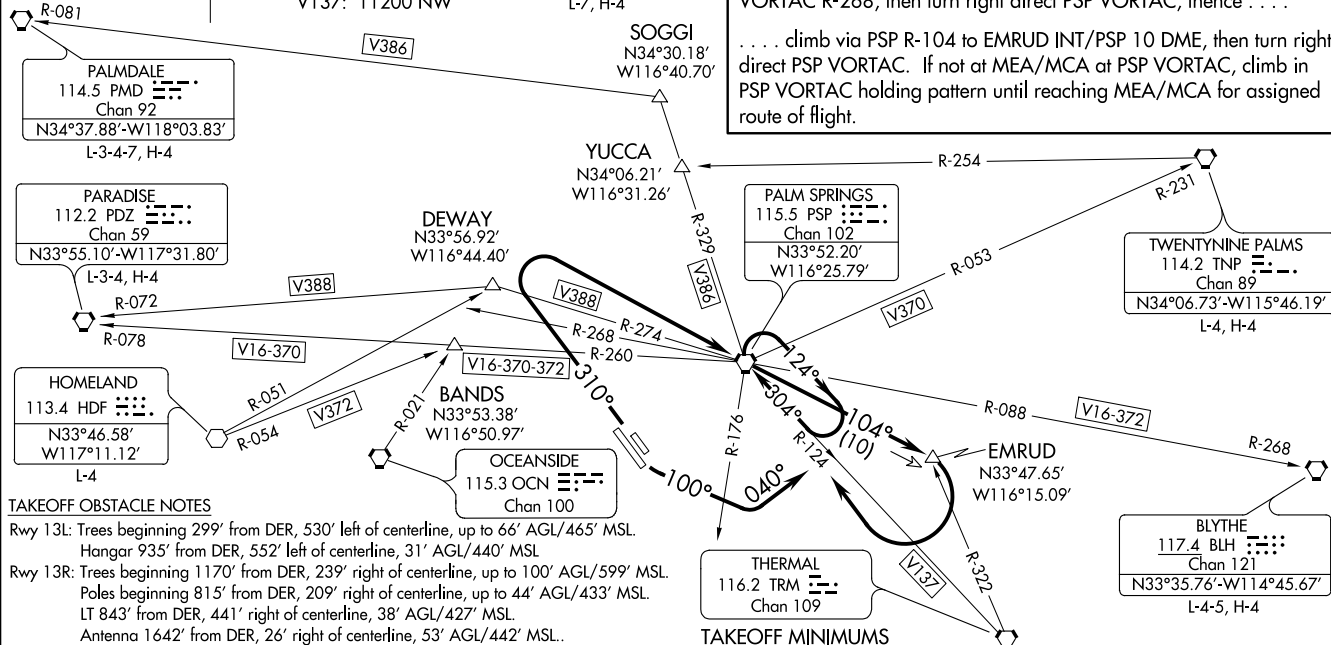 V137: 11200 NW
L-7, H-4
VORTAC R-268, then turn right direct PSP VORTAC, thence . . . .
. . . . climb via PSP R-104 to EMRUD INT/PSP 10 DME, then turn right
direct PSP VORTAC. If not at MEA/MCA at PSP VORTAC, climb in
PSP VORTAC holding pattern until reaching MEA/MCA for assigned
route of flight.
R-081
V386
SOGGI
N34°30.18'
W116°40.70'
PALMDALE
114.5 PMD
Chan 92
N34°37.88'-W118°03.83'
L-3-4-7, H-4
YUCCA
N34°06.21'
W116°31.26'
R-254
R-231
PARADISE
112.2 PDZ
Chan 59
N33°55.10'-W117°31.80'
L-3-4, H-4
DEWAY
N33°56.92'
W116°44.40'
R-329
V386
PALM SPRINGS
115.5 PSP
Chan 102
N33°52.20'
W116°25.79'
R-053
V370
TWENTYNINE PALMS
114.2 TNP
Chan 89
N34°06.73'-W115°46.19'
L-4, H-4
R-072
V388
V388
R-274
R-268
R-078
V16-370
V16-370-372
R-260
HOMELAND
113.4 HDF
N33°46.58'
W117°11.12'
L-4
R-051
V372
R-054
R-021
BANDS
N33°53.38'
W116°50.97'
310°
124°
304°
R-124
104°
(10)
R-088
V16-372
R-268
R-176
EMRUD
N33°47.65'
W116°15.09'
OCEANSIDE
115.3 OCN
Chan 100
100°
040°
BLYTHE
117.4 BLH
Chan 121
N33°35.76'-W114°45.67'
L-4-5, H-4
THERMAL
116.2 TRM
Chan 109
V137
R-322
TAKEOFF OBSTACLE NOTES
Rwy 13L: Trees beginning 299' from DER, 530' left of centerline, up to 66' AGL/465' MSL.
Hangar 935' from DER, 552' left of centerline, 31' AGL/440' MSL
Rwy 13R: Trees beginning 1170' from DER, 239' right of centerline, up to 100' AGL/599' MSL.
Poles beginning 815' from DER, 209' right of centerline, up to 44' AGL/433' MSL.
LT 843' from DER, 441' right of centerline, 38' AGL/427' MSL.
Antenna 1642' from DER, 26' right of centerline, 53' AGL/442' MSL..
TAKEOFF MINIMUMS